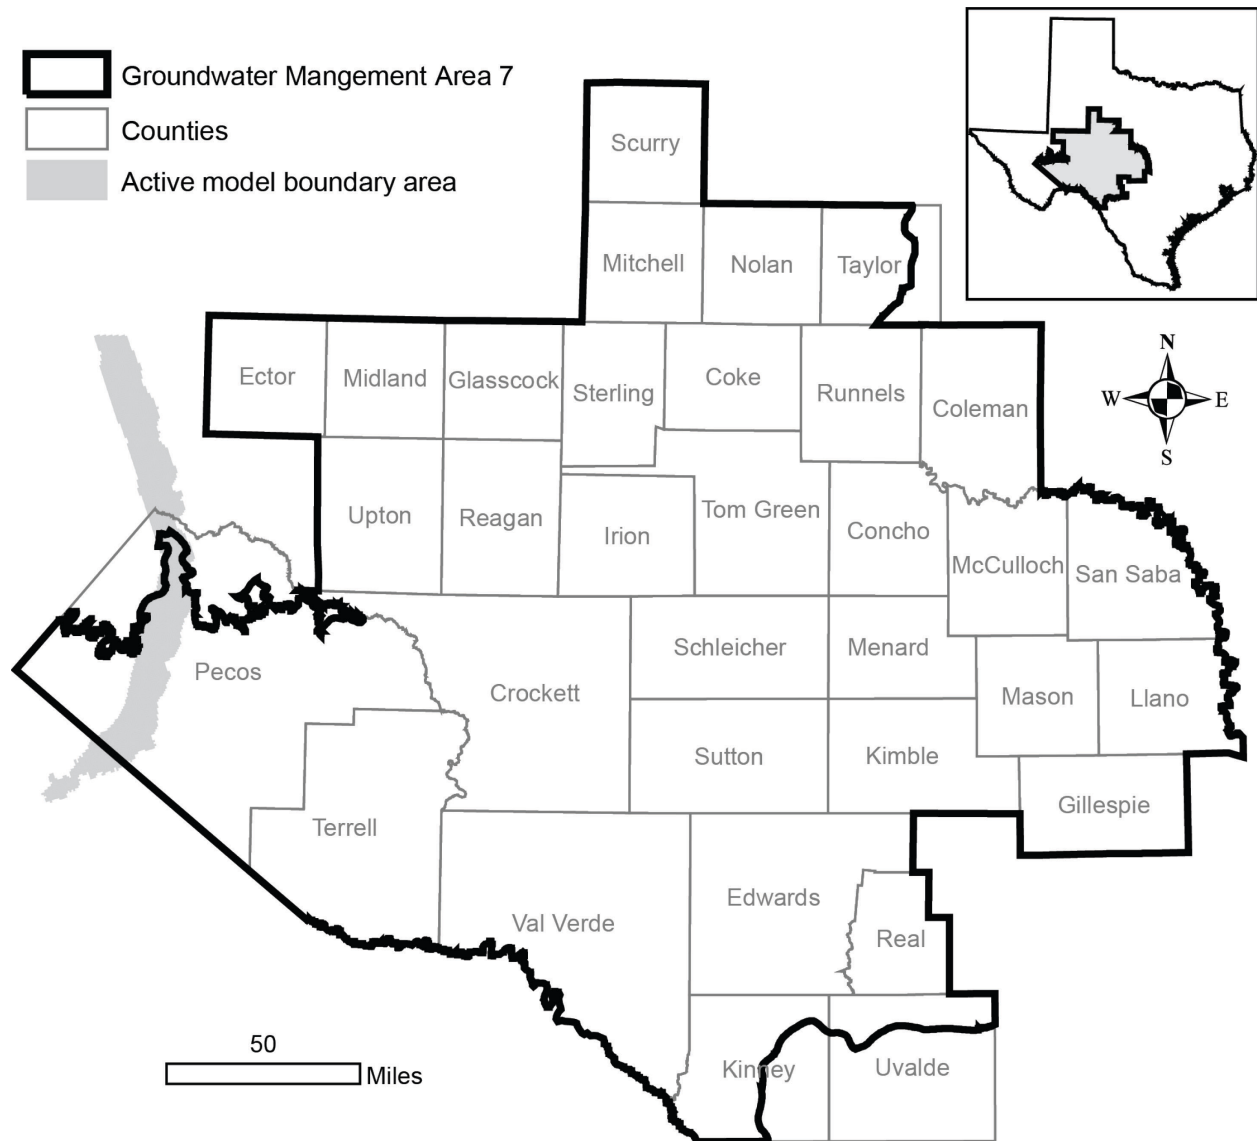 Groundwater Mangement Area 7
Counties
Active model boundary area
Scurry
Mitchell
Nolan
Taylor
Ector
Midland
Glasscock
Sterling
Coke
Runnels
Coleman
N
W
E
S
Upton
Reagan
Irion
Tom Green
Concho
McCulloch
San Saba
Pecos
Crockett
Schleicher
Menard
Mason
Llano
Sutton
Kimble
Gillespie
Terrell
Val Verde
Edwards
Real
Kinney
Uvalde
50
Miles